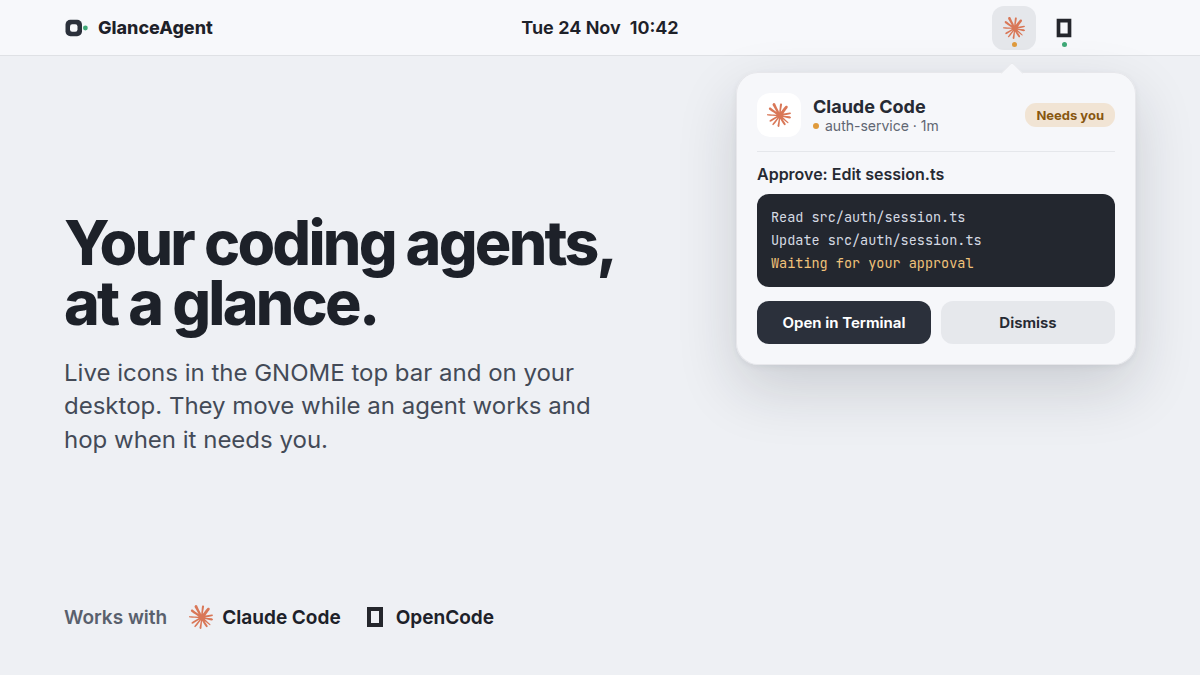 GlanceAgent
Tue 24 Nov 10:42
Claude Code
auth-service · 1m
Needs you
Approve: Edit session.ts
Read src/auth/session.ts
Update src/auth/session.ts
Waiting for your approval
Open in Terminal
Dismiss
Your coding agents,
at a glance.
Live icons in the GNOME top bar and on your
desktop. They move while an agent works and
hop when it needs you.
Works with
Claude Code
OpenCode